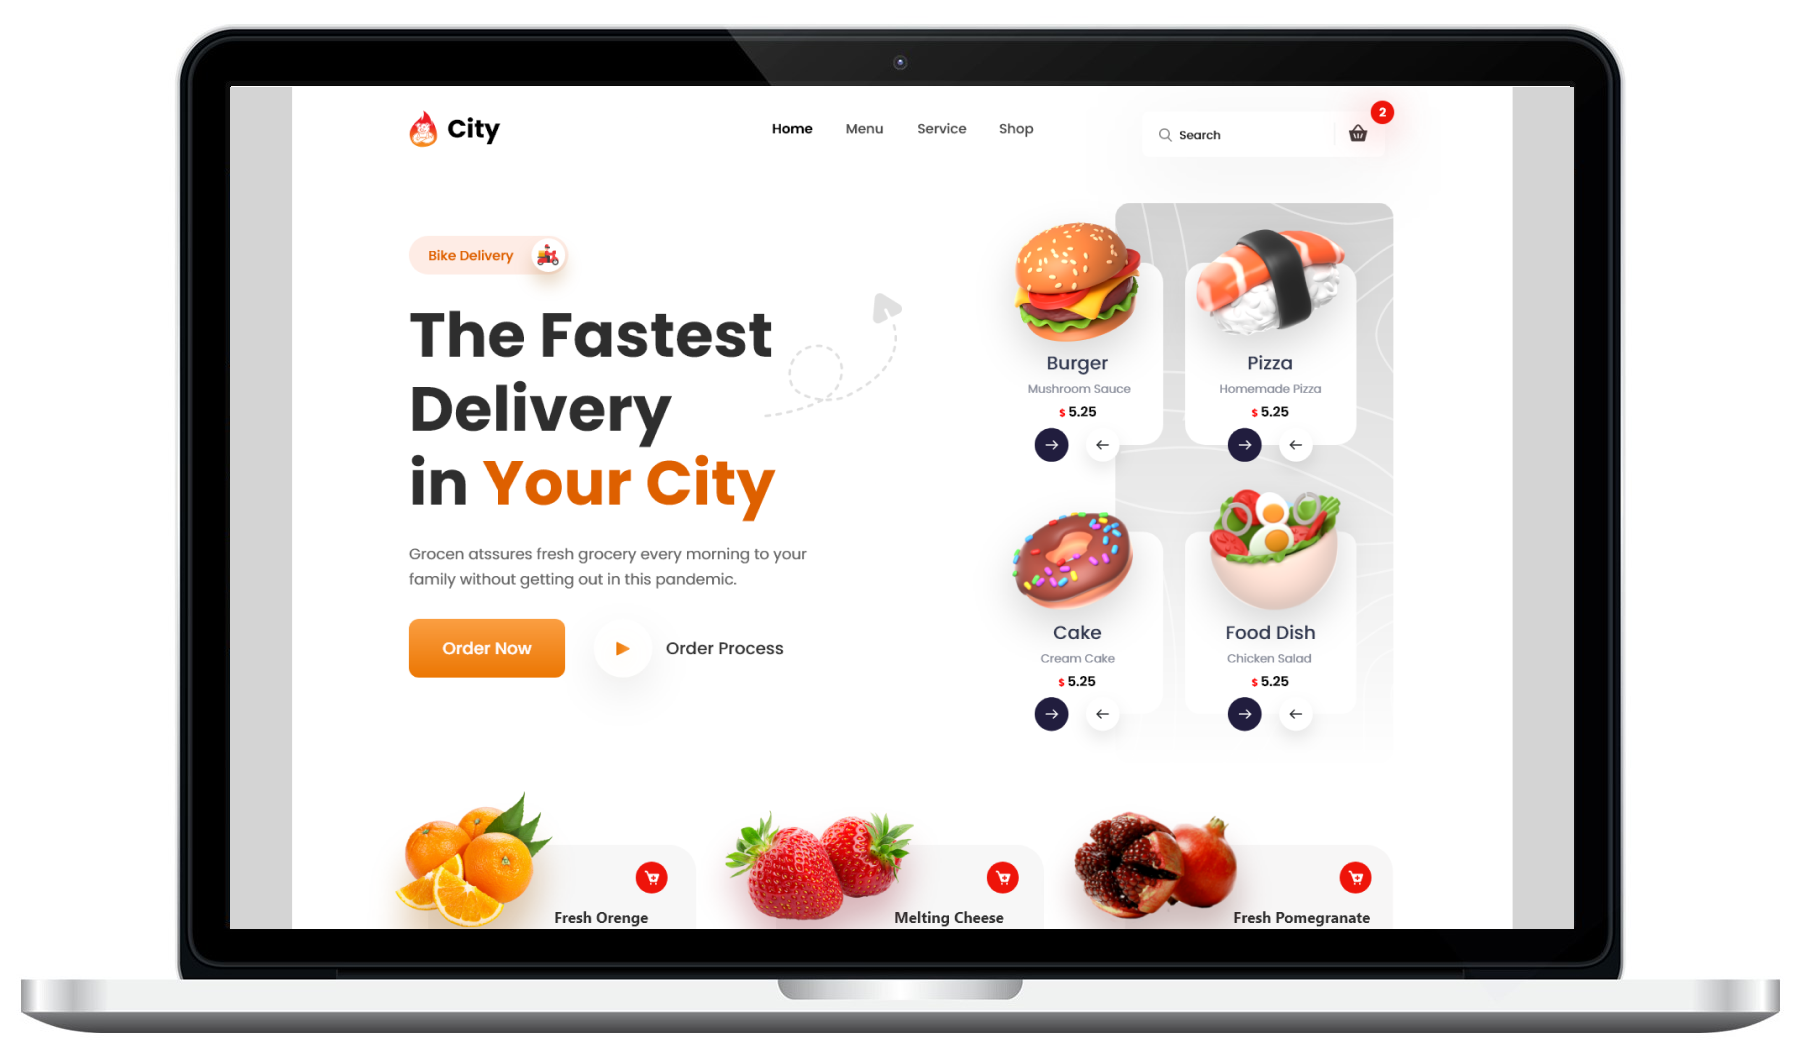 City
Home
Menu
Service
Shop
Search
2
Bike Delivery
The Fastest
Delivery
in Your City
Grocen atssures fresh grocery every morning to your
family without getting out in this pandemic.
Order Now
Order Process
Burger
Mushroom Sauce
$ 5.25
Pizza
Homemade Pizza
$ 5.25
Cake
Cream Cake
$ 5.25
Food Dish
Chicken Salad
$ 5.25
Fresh Orenge
Melting Cheese
Fresh Pomegranate